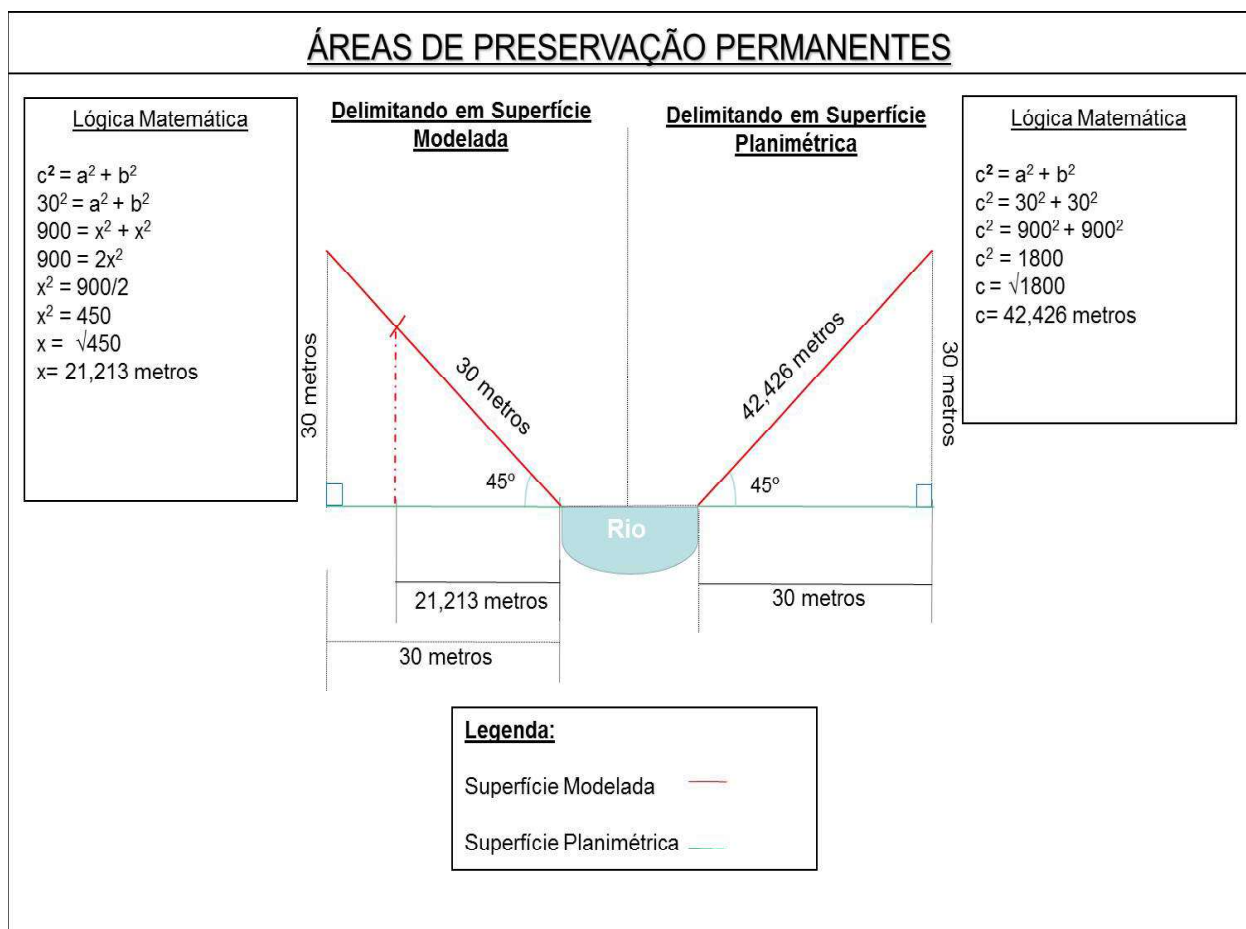 ÁREAS DE PRESERVAÇÃO PERMANENTES
Lógica Matemática
c² = a² + b²
30² = a² + b²
900 = x² + x²
900 = 2x²
x² = 900/2
x² = 450
x = √450
x= 21,213 metros
Delimitando em Superfície
Modelada
Delimitando em Superfície
Planimétrica
Lógica Matemática
c² = a² + b²
c² = 30² + 30²
c² = 900² + 900²
c² = 1800
c = √1800
c= 42,426 metros
30 metros
30 metros
45º
42,426 metros
30 metros
45º
Rio
21,213 metros
30 metros
30 metros
Legenda:
Superfície Modelada
Superfície Planimétrica